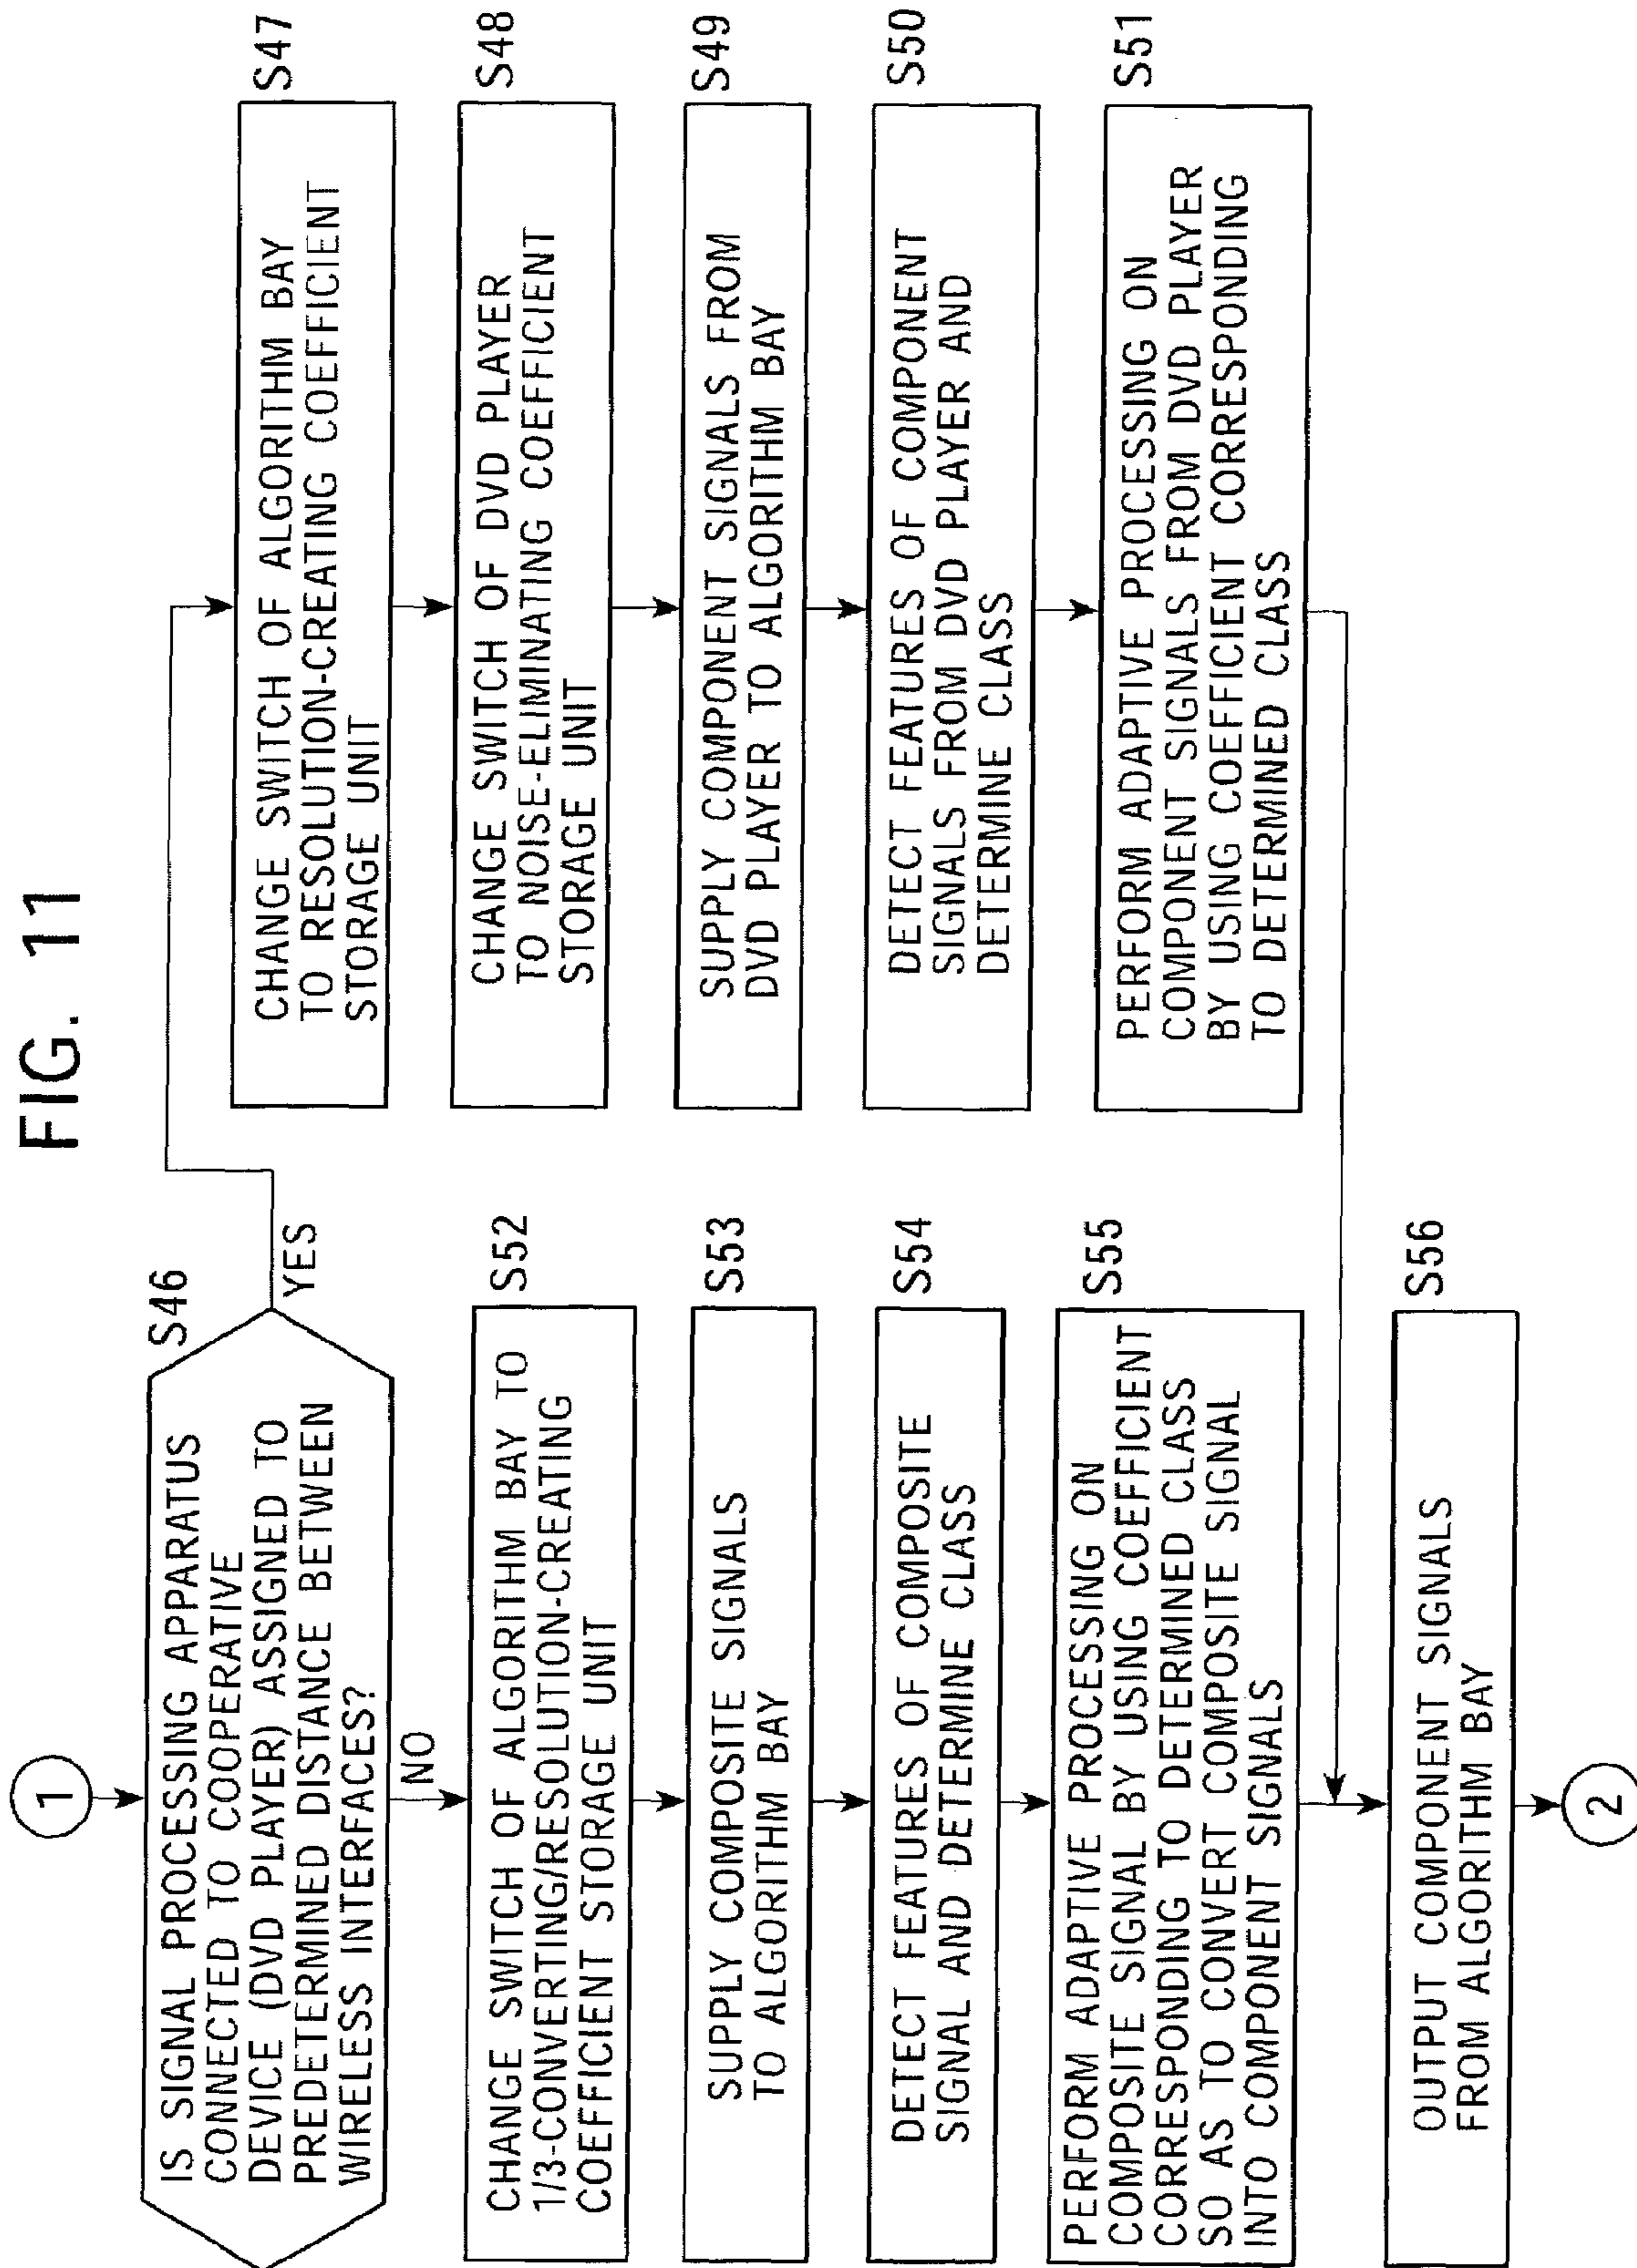 FIG. 11
1
S46
IS SIGNAL PROCESSING APPARATUS
CONNECTED TO COOPERATIVE
DEVICE (DVD PLAYER) ASSIGNED TO
PREDETERMINED DISTANCE BETWEEN
WIRELESS INTERFACES?
YES
NO
S52
CHANGE SWITCH OF ALGORITHM BAY TO
1/3-CONVERTING/RESOLUTION-CREATING
COEFFICIENT STORAGE UNIT
S53
SUPPLY COMPOSITE SIGNALS
TO ALGORITHM BAY
S54
DETECT FEATURES OF COMPOSITE
SIGNAL AND DETERMINE CLASS
S55
PERFORM ADAPTIVE PROCESSING ON
COMPOSITE SIGNAL BY USING COEFFICIENT
CORRESPONDING TO DETERMINED CLASS
SO AS TO CONVERT COMPOSITE SIGNAL
INTO COMPONENT SIGNALS
S56
OUTPUT COMPONENT SIGNALS
FROM ALGORITHM BAY
2
S47
CHANGE SWITCH OF ALGORITHM BAY
TO RESOLUTION-CREATING COEFFICIENT
STORAGE UNIT
S48
CHANGE SWITCH OF DVD PLAYER
TO NOISE-ELIMINATING COEFFICIENT
STORAGE UNIT
S49
SUPPLY COMPONENT SIGNALS FROM
DVD PLAYER TO ALGORITHM BAY
S50
DETECT FEATURES OF COMPONENT
SIGNALS FROM DVD PLAYER AND
DETERMINE CLASS
S51
PERFORM ADAPTIVE PROCESSING ON
COMPONENT SIGNALS FROM DVD PLAYER
BY USING COEFFICIENT CORRESPONDING
TO DETERMINED CLASS